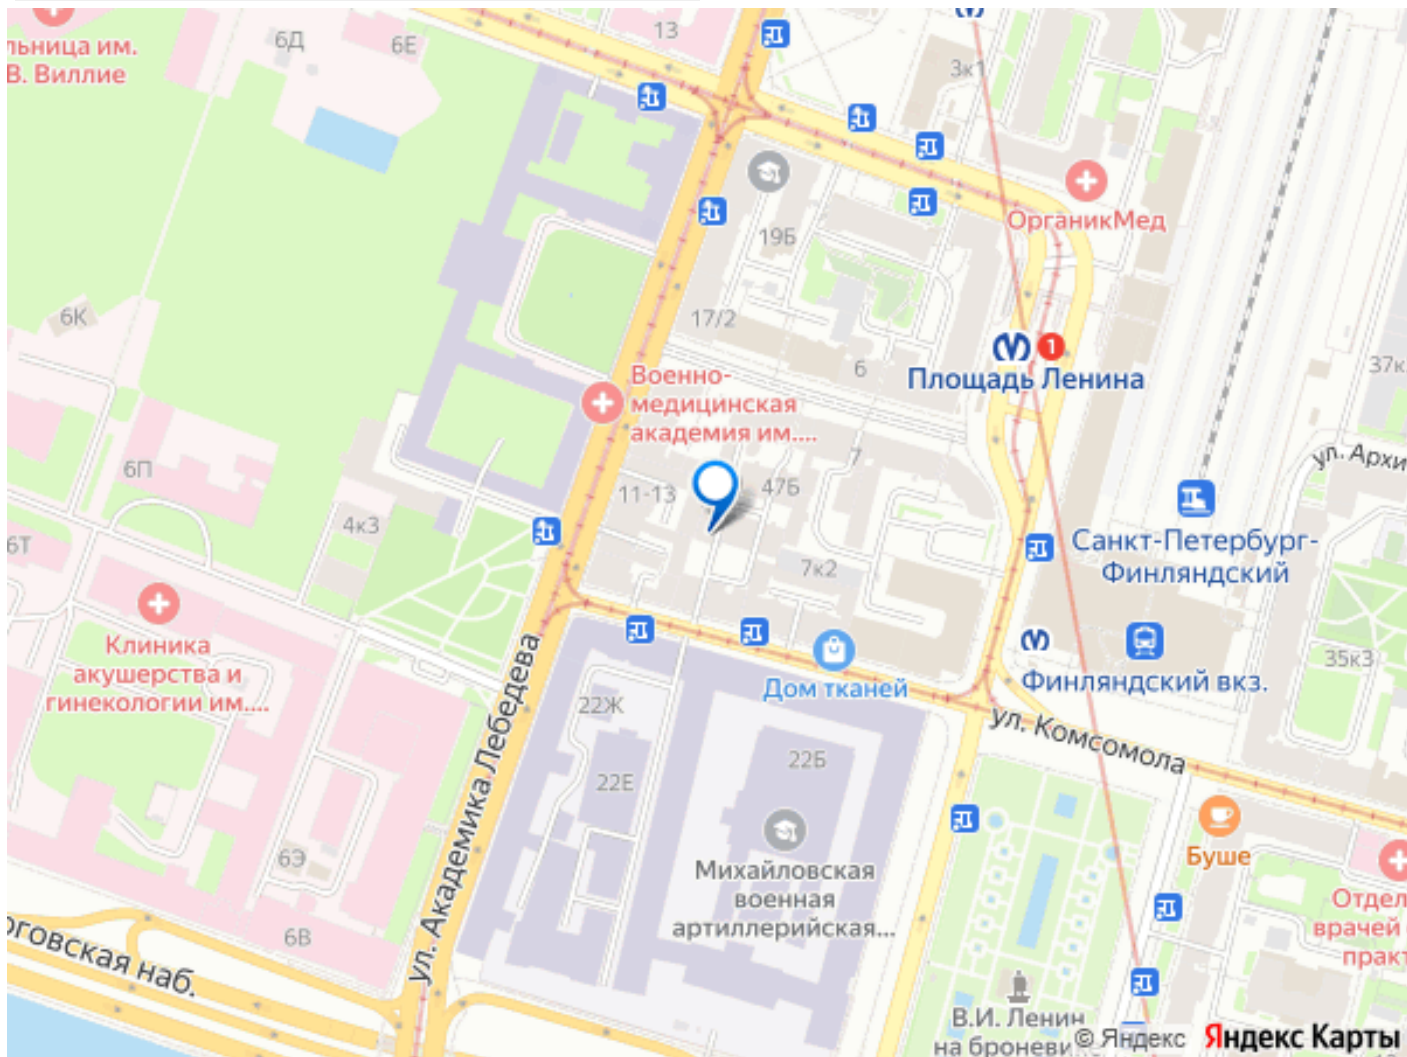 льница им.
В. Виллие
6Д
6Е
13
3к1
19Б
ОрганикМед
6К
17/2
6
1
Площадь Ленина
37к
Военно-
медицинская
академия им....
7
ул. Архи
6П
11-13
47Б
4к3
6Т
7к2
Санкт-Петербург-
Финляндский
Клиника
акушерства и
гинекологии им....
Дом тканей
Финляндский вкз.
35к3
22Ж
ул. Комсомола
ул. Академика Лебедева
22Е
22Б
6Э
Михайловская
военная
артиллерийская...
Буше
Отдел
врачей
практ
6В
оговская наб.
В.И. Ленин
на броневи
© Яндекс
Яндекс Карты